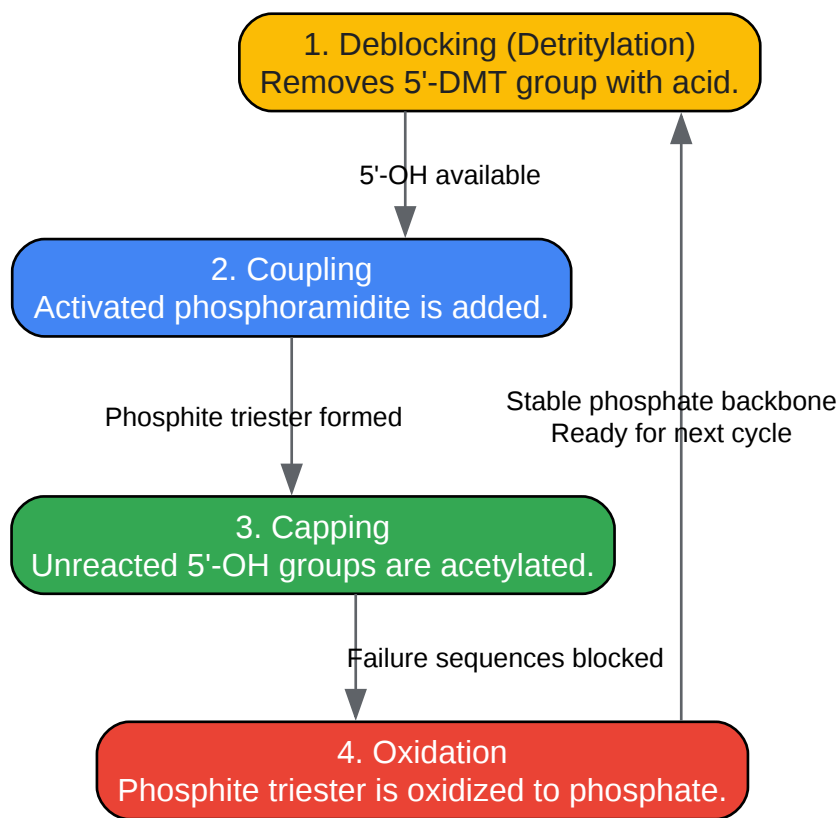 1. Deblocking (Detritylation)
Removes 5'-DMT group with acid.
5'-OH available
2. Coupling
Activated phosphoramidite is added.
Phosphite triester formed
Stable phosphate backbone
Ready for next cycle
3. Capping
Unreacted 5'-OH groups are acetylated.
Failure sequences blocked
4. Oxidation
Phosphite triester is oxidized to phosphate.